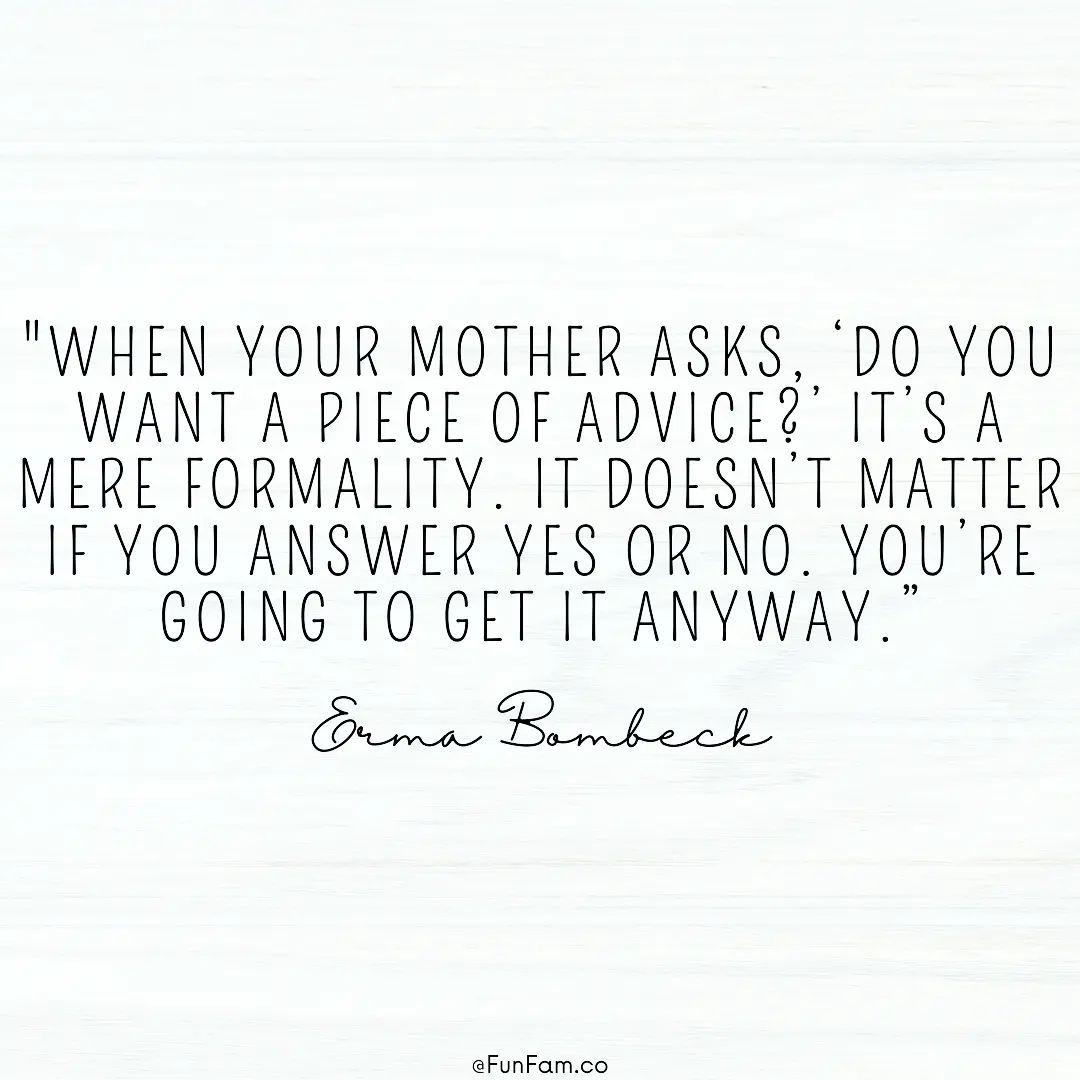 "WHEN YOUR MOTHER ASKS, ‘DO YOU
WANT A PIECE OF ADVICE?’ IT’S A
MERE FORMALITY. IT DOESN’T MATTER
IF YOU ANSWER YES OR NO. YOU’RE
GOING TO GET IT ANYWAY.”
Erma Bombeck
@FunFam.co